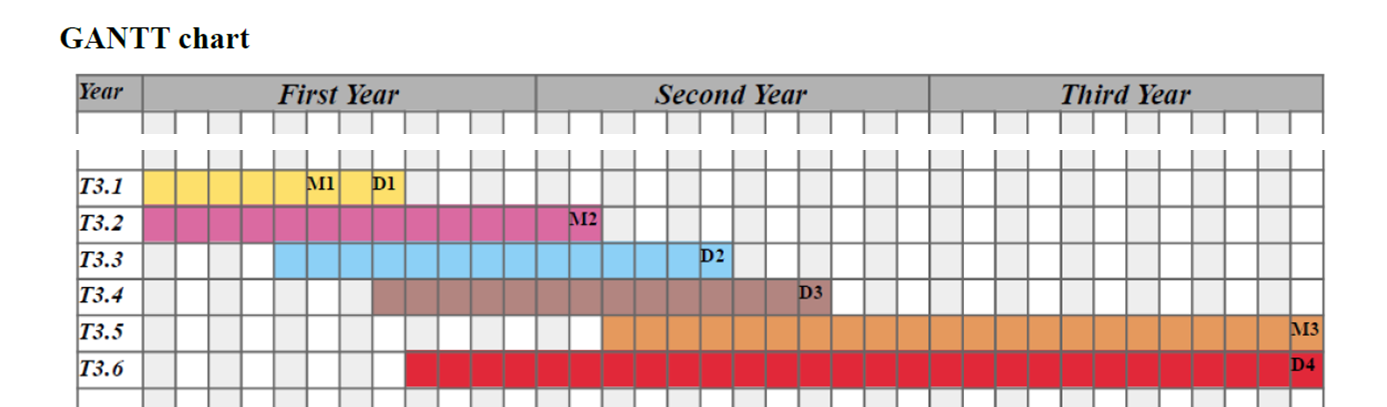 GANTT chart
Year First Year Second Year Third Year
T3.1 M1 D1
T3.2 M2
T3.3 D2
T3.4 D3
T3.5 M3
T3.6 D4